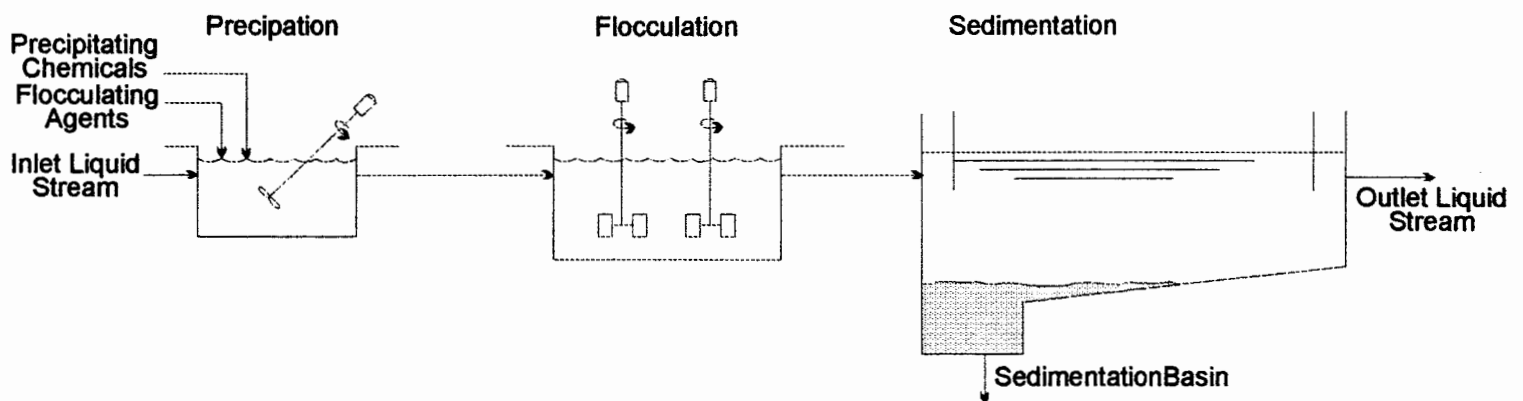 Precipation
Flocculation
Sedimentation
Precipitating
Chemicals
Flocculating
Agents
Inlet Liquid
Stream
Outlet Liquid
Stream
SedimentationBasin